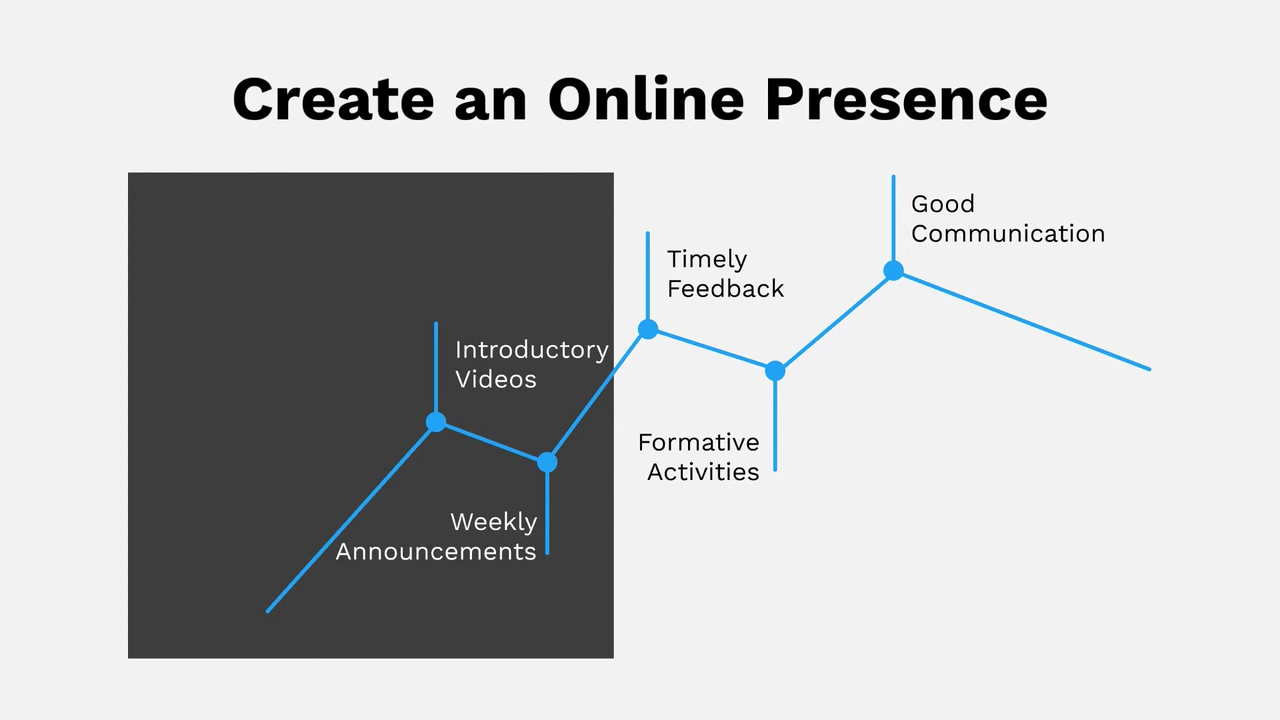 Create an Online Presence
Introductory
Videos
Weekly
Announcements
Timely
Feedback
Formative
Activities
Good
Communication